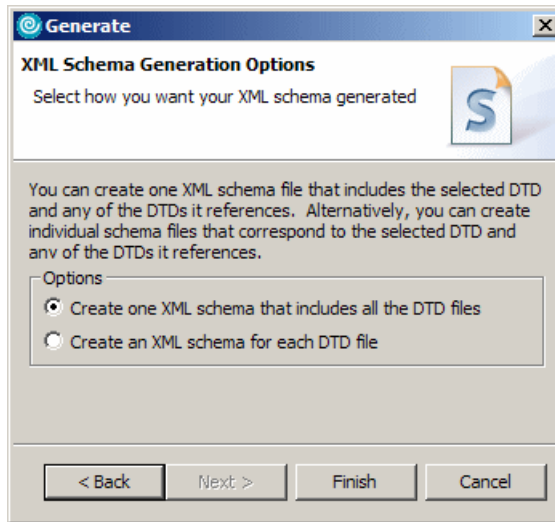 Generate
XML Schema Generation Options
Select how you want your XML schema generated
S
You can create one XML schema file that includes the selected DTD
and any of the DTDs it references. Alternatively, you can create
individual schema files that correspond to the selected DTD and
any of the DTDs it references.
Options
Create one XML schema that includes all the DTD files
Create an XML schema for each DTD file
< Back Next > Finish Cancel